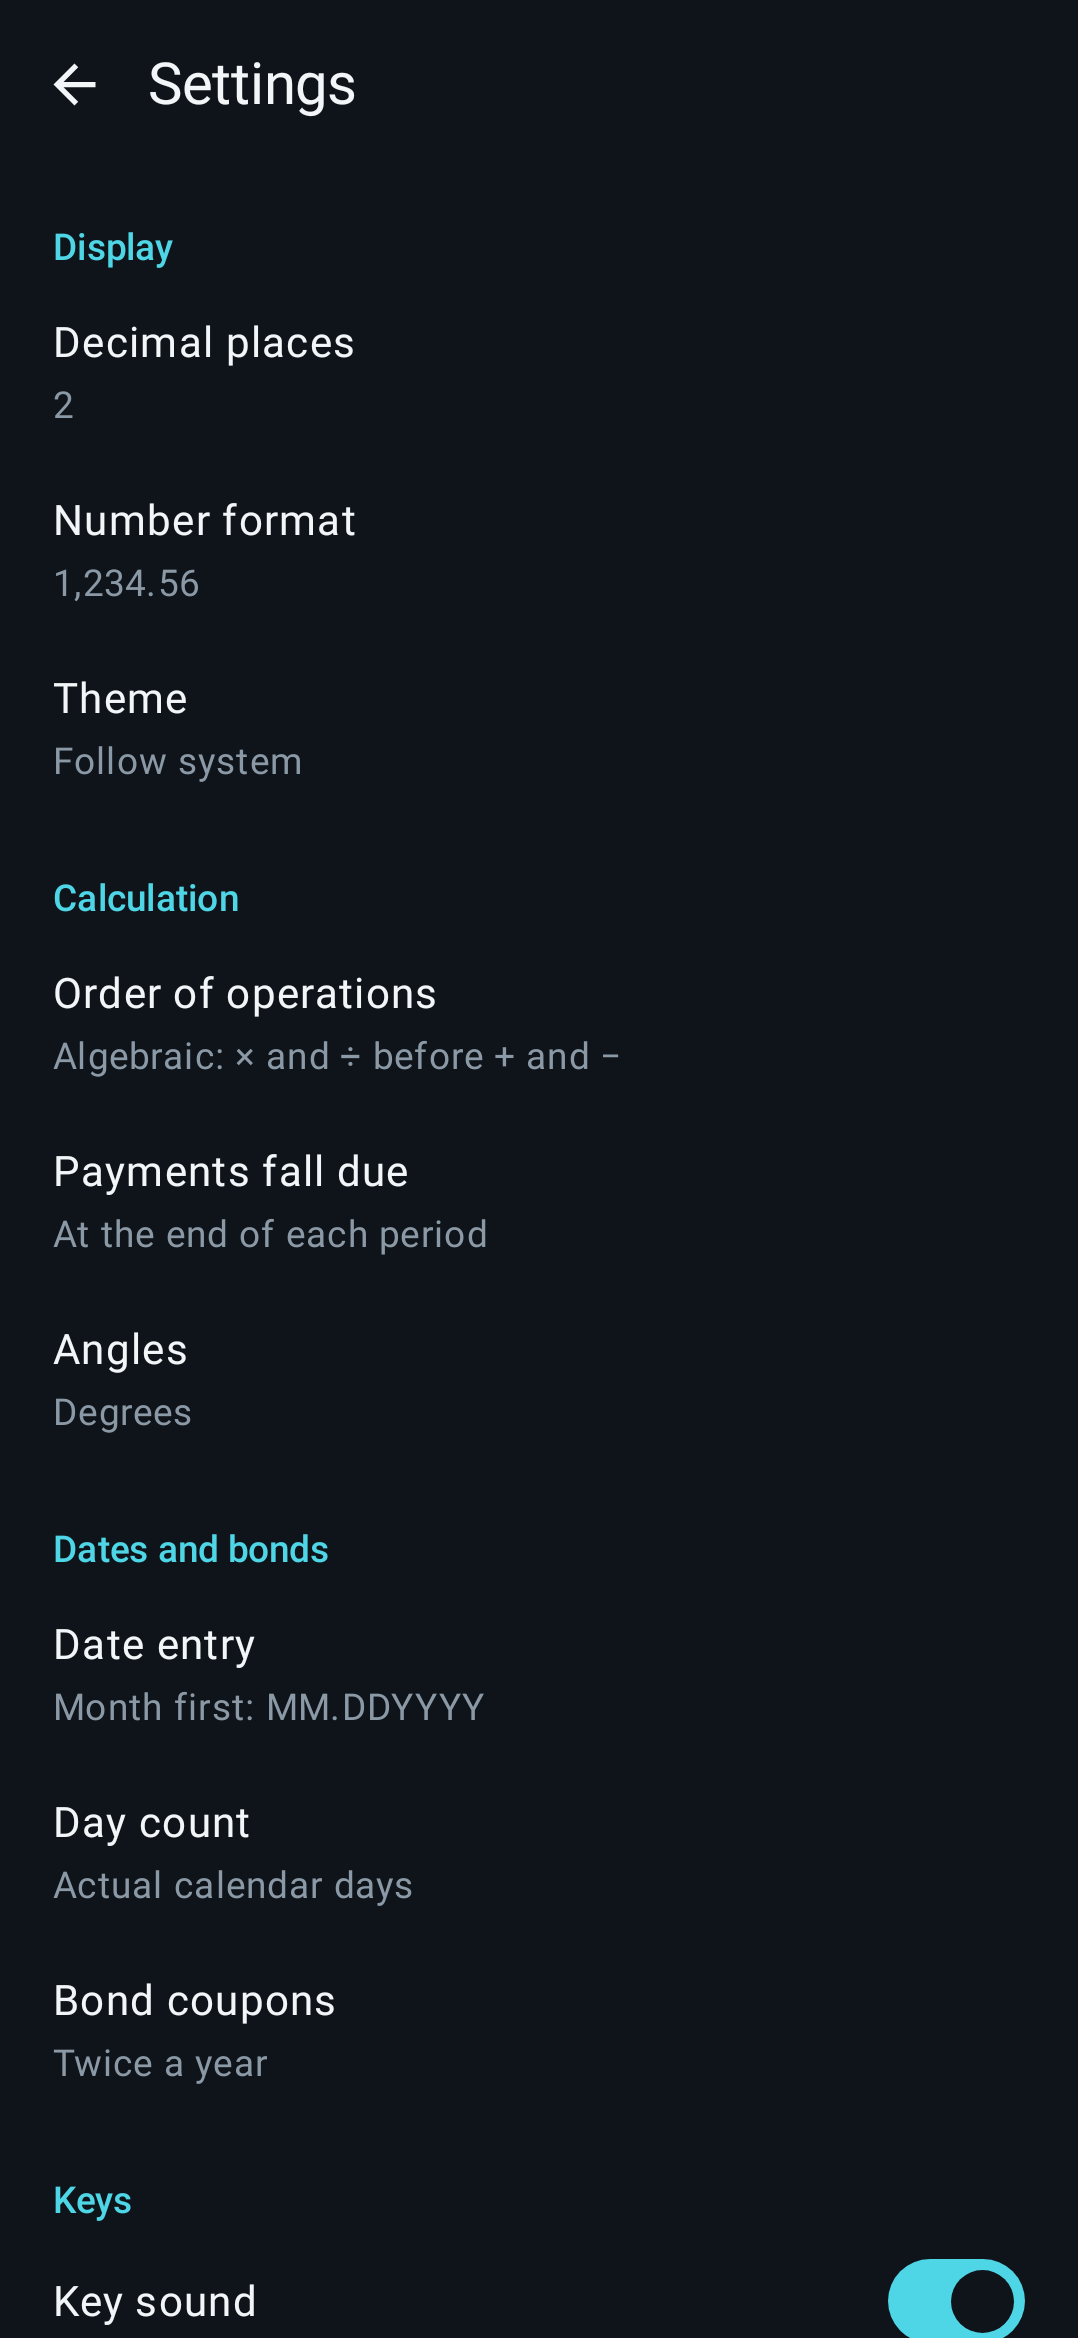 Settings
Display
Decimal places
2
Number format
1,234.56
Theme
Follow system
Calculation
Order of operations
Algebraic: × and ÷ before + and −
Payments fall due
At the end of each period
Angles
Degrees
Dates and bonds
Date entry
Month first: MM.DDYYYY
Day count
Actual calendar days
Bond coupons
Twice a year
Keys
Key sound